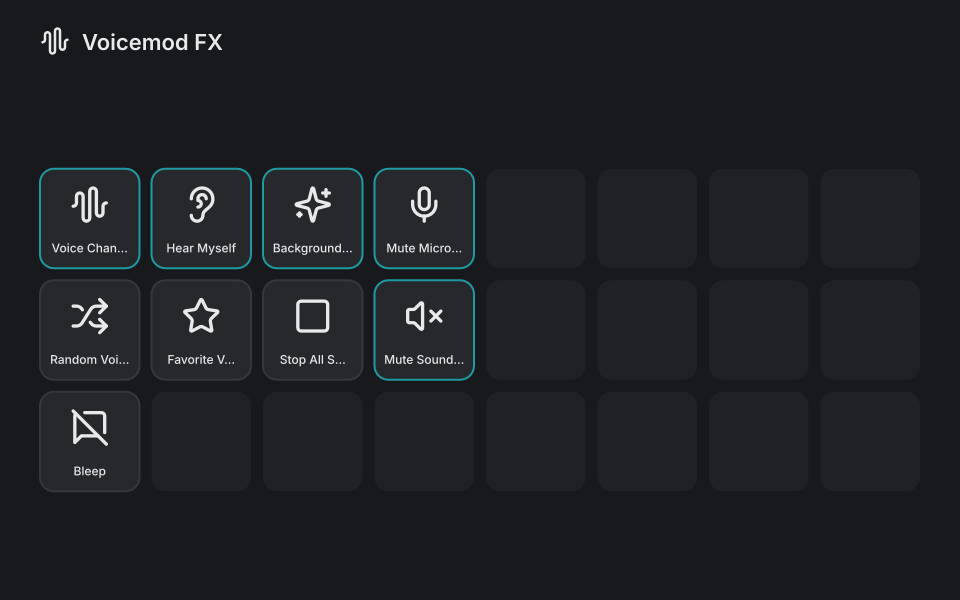 Voicemod FX
Voice Chan...
Hear Myself
Background...
Mute Micro...
Random Voi...
Favorite V...
Stop All S...
Mute Sound...
Bleep